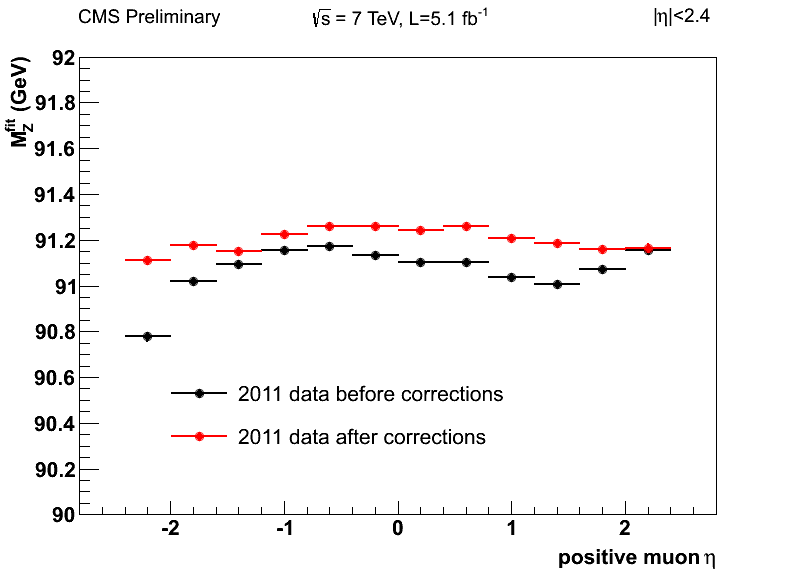 CMS Preliminary
√s = 7 TeV, L=5.1 fb⁻¹
|η|<2.4
M_Z^fit (GeV)
92
91.8
91.6
91.4
91.2
91
90.8
90.6
90.4
90.2
90
2011 data before corrections
2011 data after corrections
-2 -1 0 1 2
positive muon η